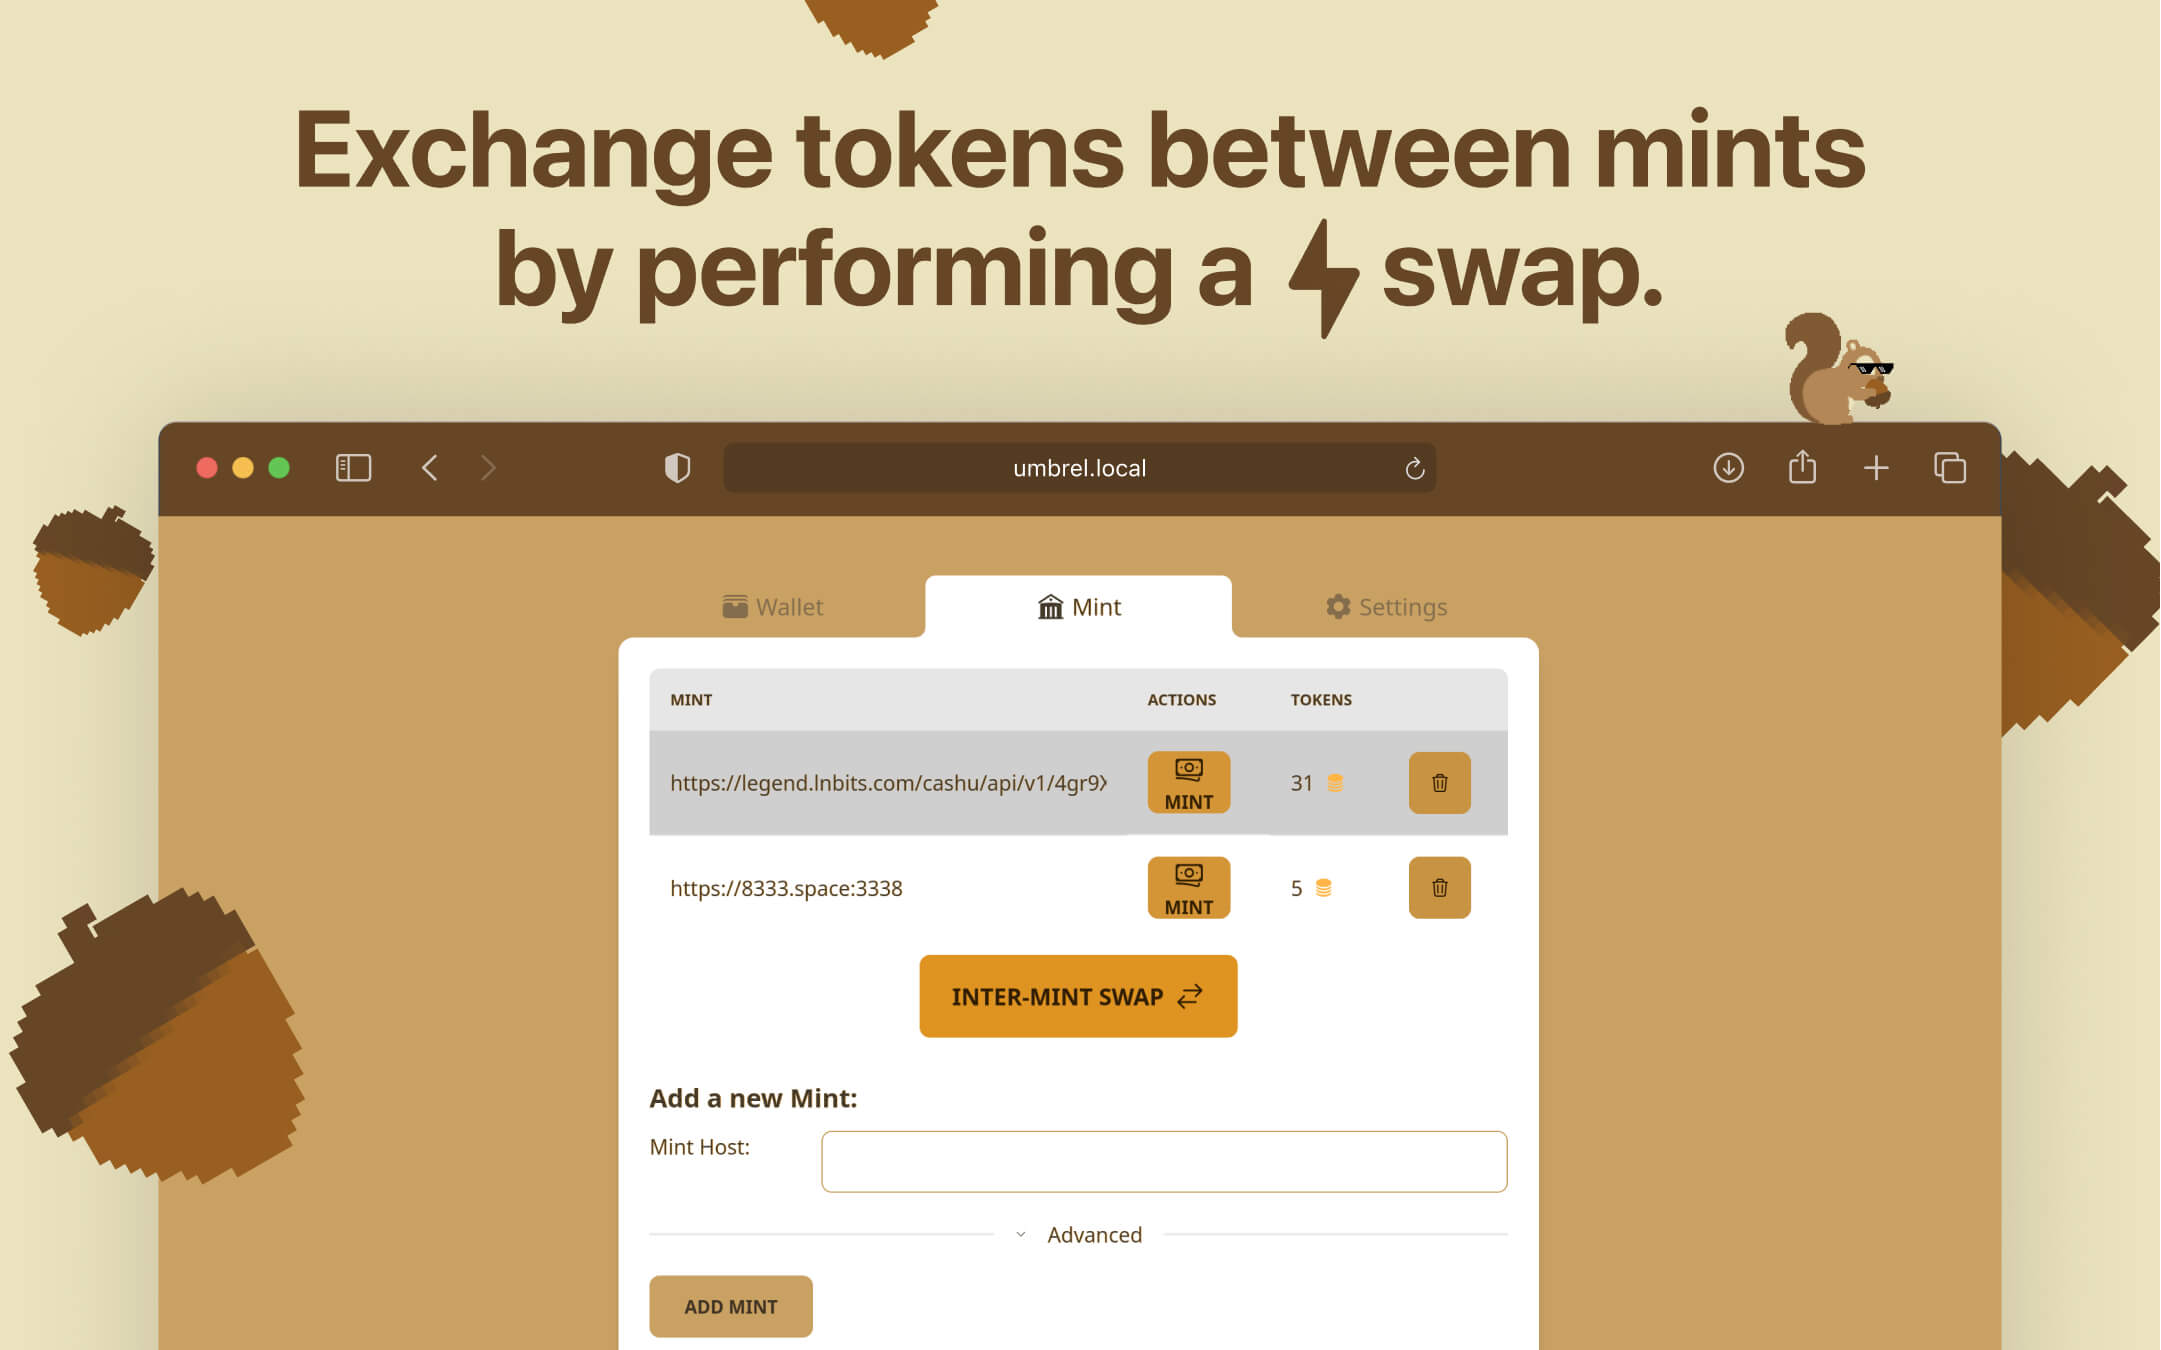 Exchange tokens between mints
by performing a swap.
umbrel.local
Wallet
Mint
Settings
MINT ACTIONS TOKENS
https://legend.lnbits.com/cashu/api/v1/4gr9X MINT 31
https://8333.space:3338 MINT 5
INTER-MINT SWAP
Add a new Mint:
Mint Host:
Advanced
ADD MINT